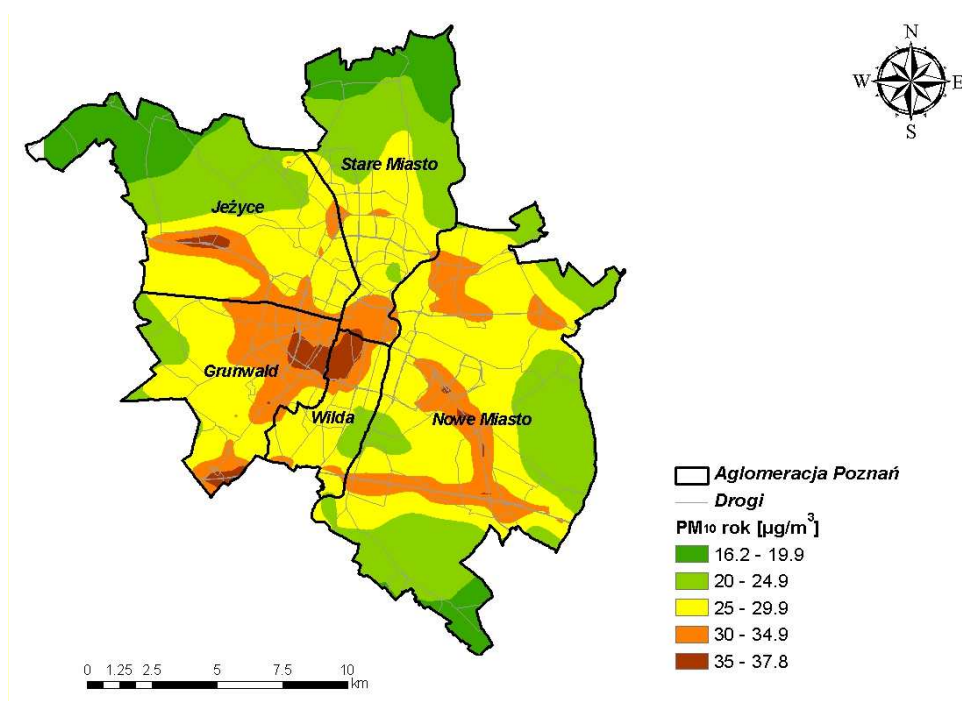 N
W E
S
Stare Miasto
Jeżyce
Grunwald
Wilda
Nowe Miasto
Aglomeracja Poznań
Drogi
PM10 rok [µg/m³]
16.2 - 19.9
20 - 24.9
25 - 29.9
30 - 34.9
35 - 37.8
0 1.25 2.5 5 7.5 10
km